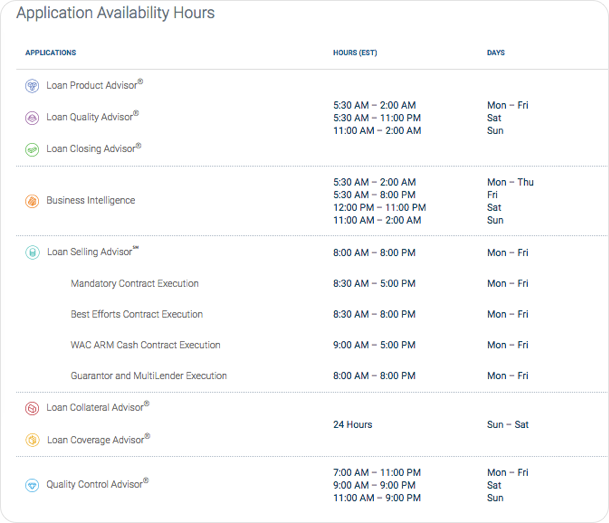 Application Availability Hours
APPLICATIONS HOURS (EST) DAYS
Loan Product Advisor®
5:30 AM – 2:00 AM Mon – Fri
Loan Quality Advisor® 5:30 AM – 11:00 PM Sat
11:00 AM – 2:00 AM Sun
Loan Closing Advisor®
5:30 AM – 2:00 AM Mon – Thu
5:30 AM – 8:00 PM Fri
Business Intelligence
12:00 PM – 11:00 PM Sat
11:00 AM – 2:00 AM Sun
Loan Selling Advisor℠ 8:00 AM – 8:00 PM Mon – Fri
Mandatory Contract Execution 8:30 AM – 5:00 PM Mon – Fri
Best Efforts Contract Execution 8:30 AM – 8:00 PM Mon – Fri
WAC ARM Cash Contract Execution 9:00 AM – 5:00 PM Mon – Fri
Guarantor and MultiLender Execution 8:00 AM – 8:00 PM Mon – Fri
Loan Collateral Advisor®
24 Hours Sun – Sat
Loan Coverage Advisor®
7:00 AM – 11:00 PM Mon – Fri
Quality Control Advisor® 9:00 AM – 9:00 PM Sat
11:00 AM – 9:00 PM Sun